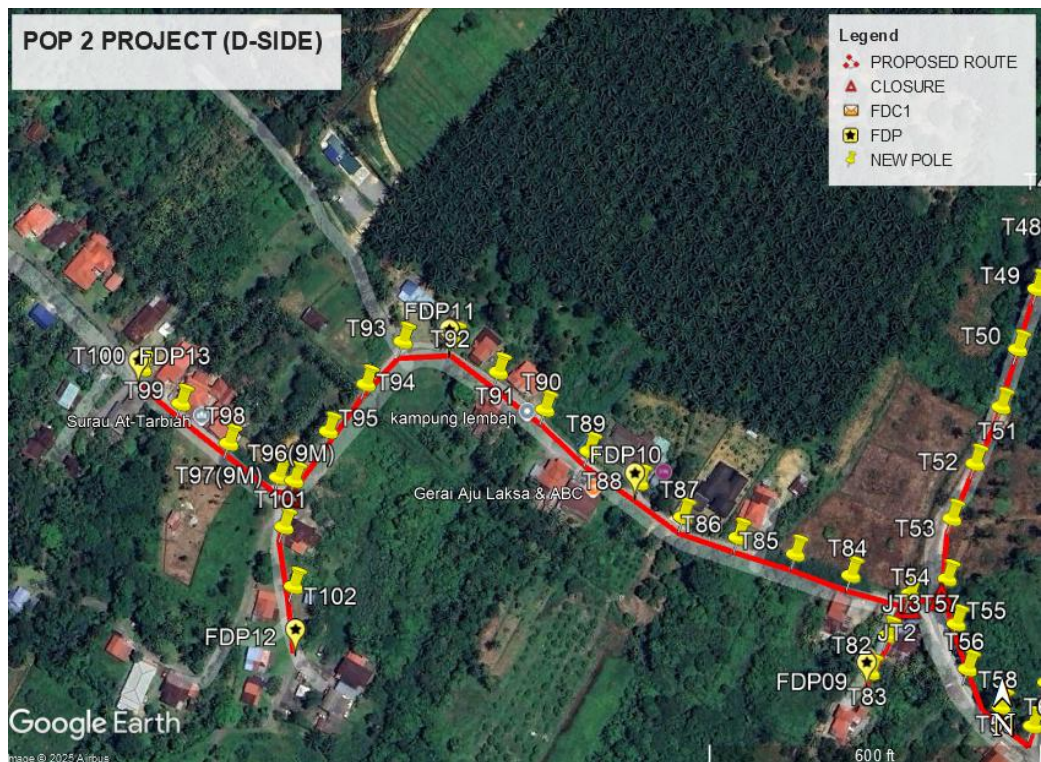 POP 2 PROJECT (D-SIDE)
Legend
PROPOSED ROUTE
CLOSURE
FDC1
FDP
NEW POLE
T48
T49
T50
T51
T52
T53
T54
T55
T56
T57
T58
JT3
JT2
T82
FDP09
T83
T84
T85
T86
T87
T88
FDP10
Gerai Aju Laksa & ABC
T89
T90
T91
kampung lembah
FDP11
T92
T93
T94
T95
T96(9M)
T97(9M)
T98
Surau At-Tarbiah
T99
T100
FDP13
T101
T102
FDP12
N
600 ft
Google Earth
Image © 2025 Airbus